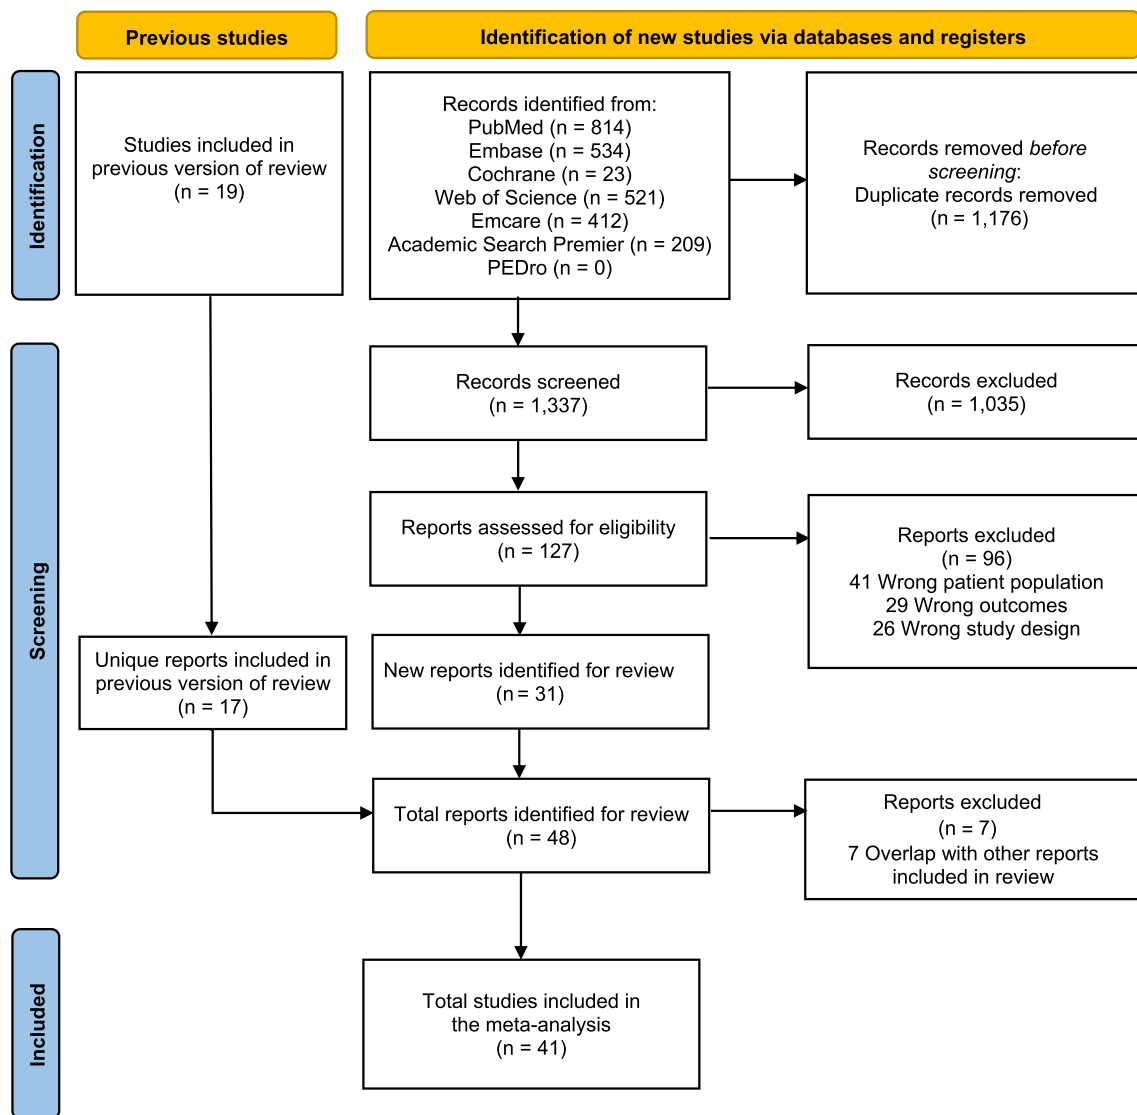 Previous studies
Identification of new studies via databases and registers
Identification
Studies included in
previous version of review
(n = 19)
Records identified from:
PubMed (n = 814)
Embase (n = 534)
Cochrane (n = 23)
Web of Science (n = 521)
Emcare (n = 412)
Academic Search Premier (n = 209)
PEDro (n = 0)
Records removed before
screening:
Duplicate records removed
(n = 1,176)
Screening
Records screened
(n = 1,337)
Records excluded
(n = 1,035)
Reports assessed for eligibility
(n = 127)
Reports excluded
(n = 96)
41 Wrong patient population
29 Wrong outcomes
26 Wrong study design
Unique reports included in
previous version of review
(n = 17)
New reports identified for review
(n = 31)
Total reports identified for review
(n = 48)
Reports excluded
(n = 7)
7 Overlap with other reports
included in review
Included
Total studies included in
the meta-analysis
(n = 41)